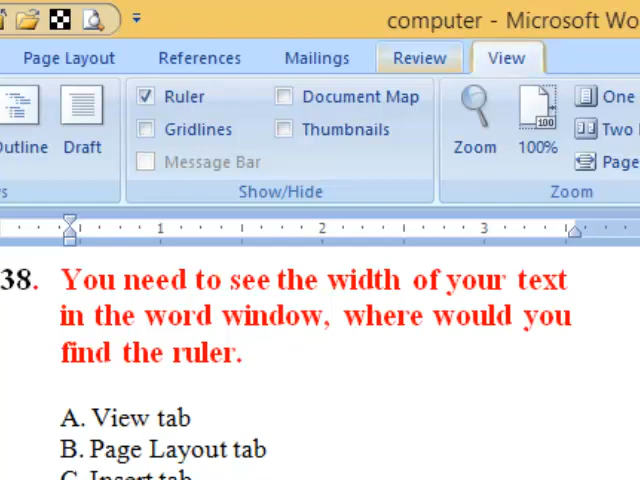 computer - Microsoft Wo
Page Layout References Mailings Review View
Ruler Document Map One
Gridlines Thumbnails Two
Outline Draft Message Bar Zoom 100% Page
Show/Hide Zoom
1 2 3
38. You need to see the width of your text
in the word window, where would you
find the ruler.
A. View tab
B. Page Layout tab
C. Insert tab